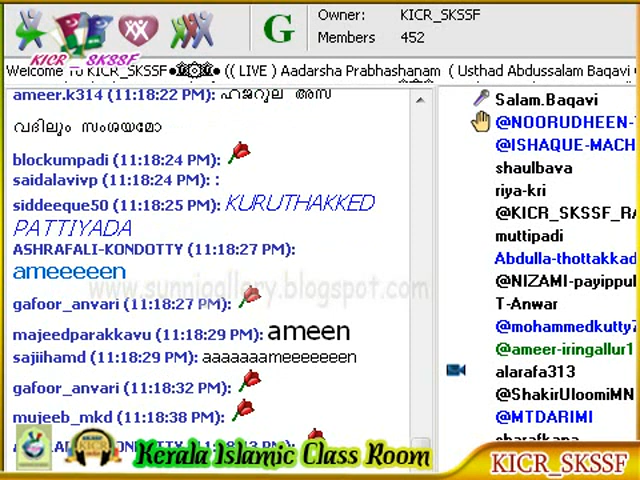 Owner: KICR_SKSSF
Members 452
KICR_SKSSF
Welcome To KICR_SKSSF (( LIVE ) Aadarsha Prabhashanam ( Usthad Abdussalam Baqavi
ameer.k314 (11:18:22 PM): ഹജറുല അസ
വദിലും സംശയമോ
blockumpadi (11:18:24 PM):
saidalavivp (11:18:24 PM): :
siddeeque50 (11:18:25 PM): KURUTHAKKED
PATTIYADA
ASHRAFALI-KONDOTTY (11:18:27 PM):
ameeeeeen
www.sunnigallery.blogspot.com
gafoor_anvari (11:18:27 PM):
majeedparakkavu (11:18:29 PM): ameen
sajiihamd (11:18:29 PM): aaaaaaameeeeeeen
gafoor_anvari (11:18:32 PM):
mujeeb_mkd (11:18:38 PM):
Salam.Baqavi
@NOORUDHEEN-
@ISHAQUE-MACH
shaulbava
riya-kri
@KICR_SKSSF_RA
muttipadi
Abdulla-thottakkad
@NIZAMI-payippul
T-Anwar
@mohammedkutty
@ameer-iringallur1
alarafa313
@ShakirUloomiMN
@MTDARIMI
Kerala Islamic Class Room
KICR_SKSSF